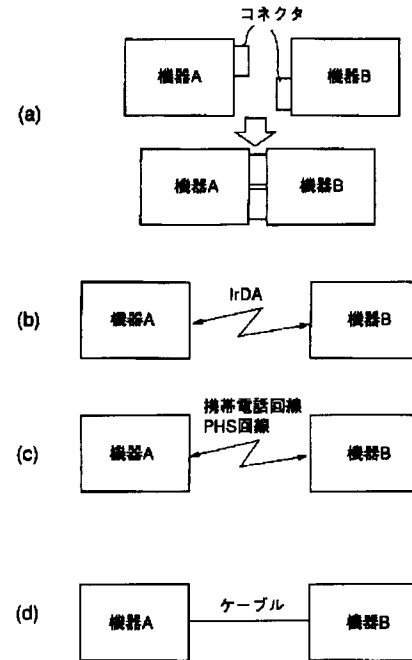 コネクタ
機器A
機器B
(a)
機器A
機器B
(b)
IrDA
機器A
機器B
(c)
携帯電話回線
PHS回線
機器A
機器B
(d)
ケーブル
機器A
機器B